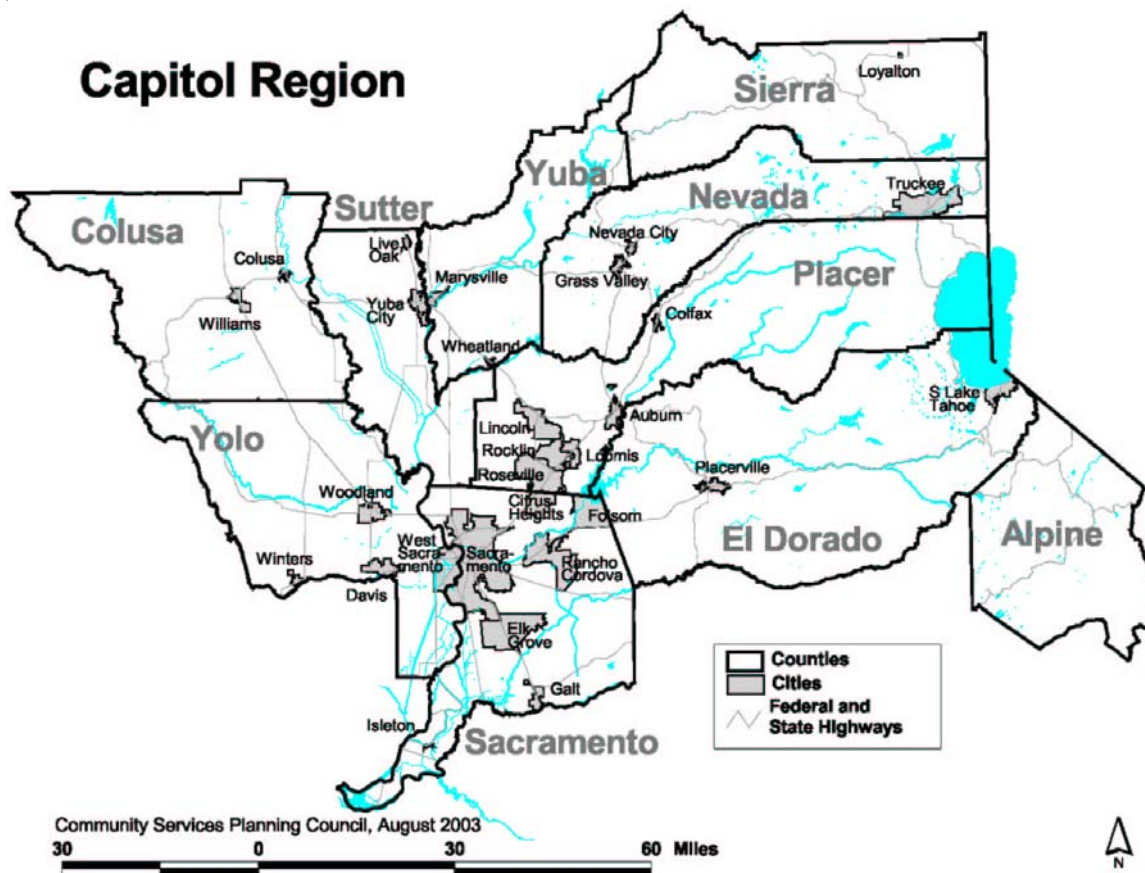 Capitol Region
Loyalton
Sierra
Yuba
Truckee
Nevada
Sutter
Colusa
Nevada City
Live
Oak
Colusa
Marysville
Placer
Grass Valley
Yuba
City
Williams
Colfax
Wheatland
S Lake
Tahoe
Auburn
Lincoln
Yolo
Rocklin
Loomis
Placerville
Roseville
Woodland
Citrus
Heights
Folsom
El Dorado
Alpine
West
Sacra-
mento
Sacra-
mento
Winters
Rancho
Cordova
Davis
Elk
Grove
Counties
Cities
Federal and
State Highways
Galt
Isleton
Sacramento
Community Services Planning Council, August 2003
30 0 30 60 Miles
N